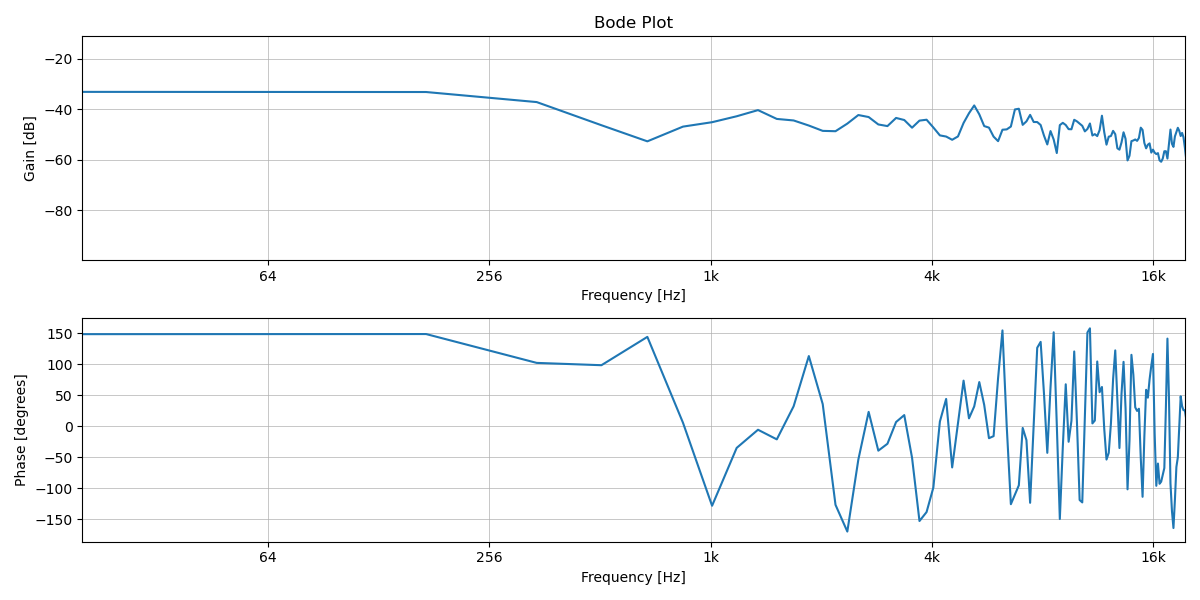 Bode Plot
Gain [dB]
−20
−40
−60
−80
64 256 1k 4k 16k
Frequency [Hz]
Phase [degrees]
150
100
50
0
−50
−100
−150
64 256 1k 4k 16k
Frequency [Hz]